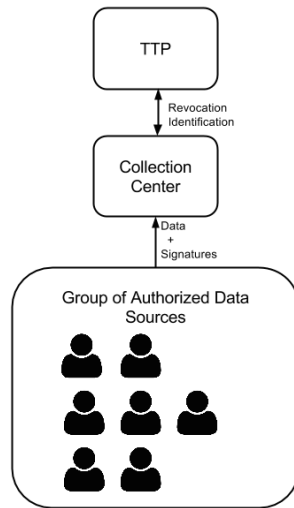 TTP
Revocation
Identification
Collection
Center
Data
+
Signatures
Group of Authorized Data
Sources